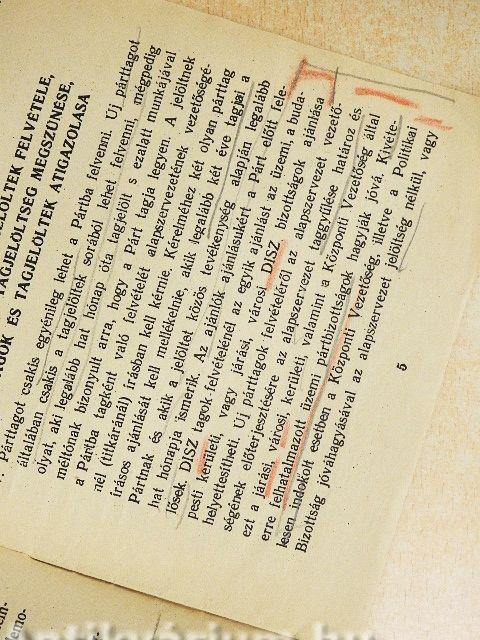 TAGOK ÉS TAGJELÖLTEK FELVÉTELE,
TAGJELÖLTSÉG MEGSZŰNÉSE,
ÉS TAGJELÖLTEK ÁTIGAZOLÁSA
Párttagot csakis egyénileg lehet a Pártba felvenni. Új párttagot
általában csakis a tagjelöltek sorából lehet felvenni, mégpedig
olyat, aki legalább hat hónap óta tagjelölt s ezalatt munkájával
méltónak bizonyult arra, hogy a Párt tagja legyen. A jelöltnek
a Pártba tagként való felvételét alapszervezetének vezetőségé-
nél (titkáránál) írásban kell kérnie. Kérelméhez két olyan párttag
írásos ajánlását kell mellékelnie, akik legalább két éve tagjai a
Pártnak és akik a jelöltet közös tevékenység alapján legalább
hat hónapja ismerik. Az ajánlók ajánlásukért a Párt előtt fele-
lősek. DISZ tagok felvételénél az egyik ajánlást az üzemi, a buda-
pesti kerületi, vagy járási, városi DISZ bizottságok ajánlása
helyettesítheti. Új párttagok felvételéről az alapszervezet vezető-
ségének előterjesztésére az alapszervezet taggyűlése határoz és
ezt a járási, városi, kerületi, valamint a Központi Vezetőség által
erre felhatalmazott üzemi pártbizottságok hagyják jóvá. Kivéte-
lesen indokolt esetben a Központi Vezetőség, illetve a Politikai
Bizottság jóváhagyásával az alapszervezet jelöltség nélkül, vagy
5